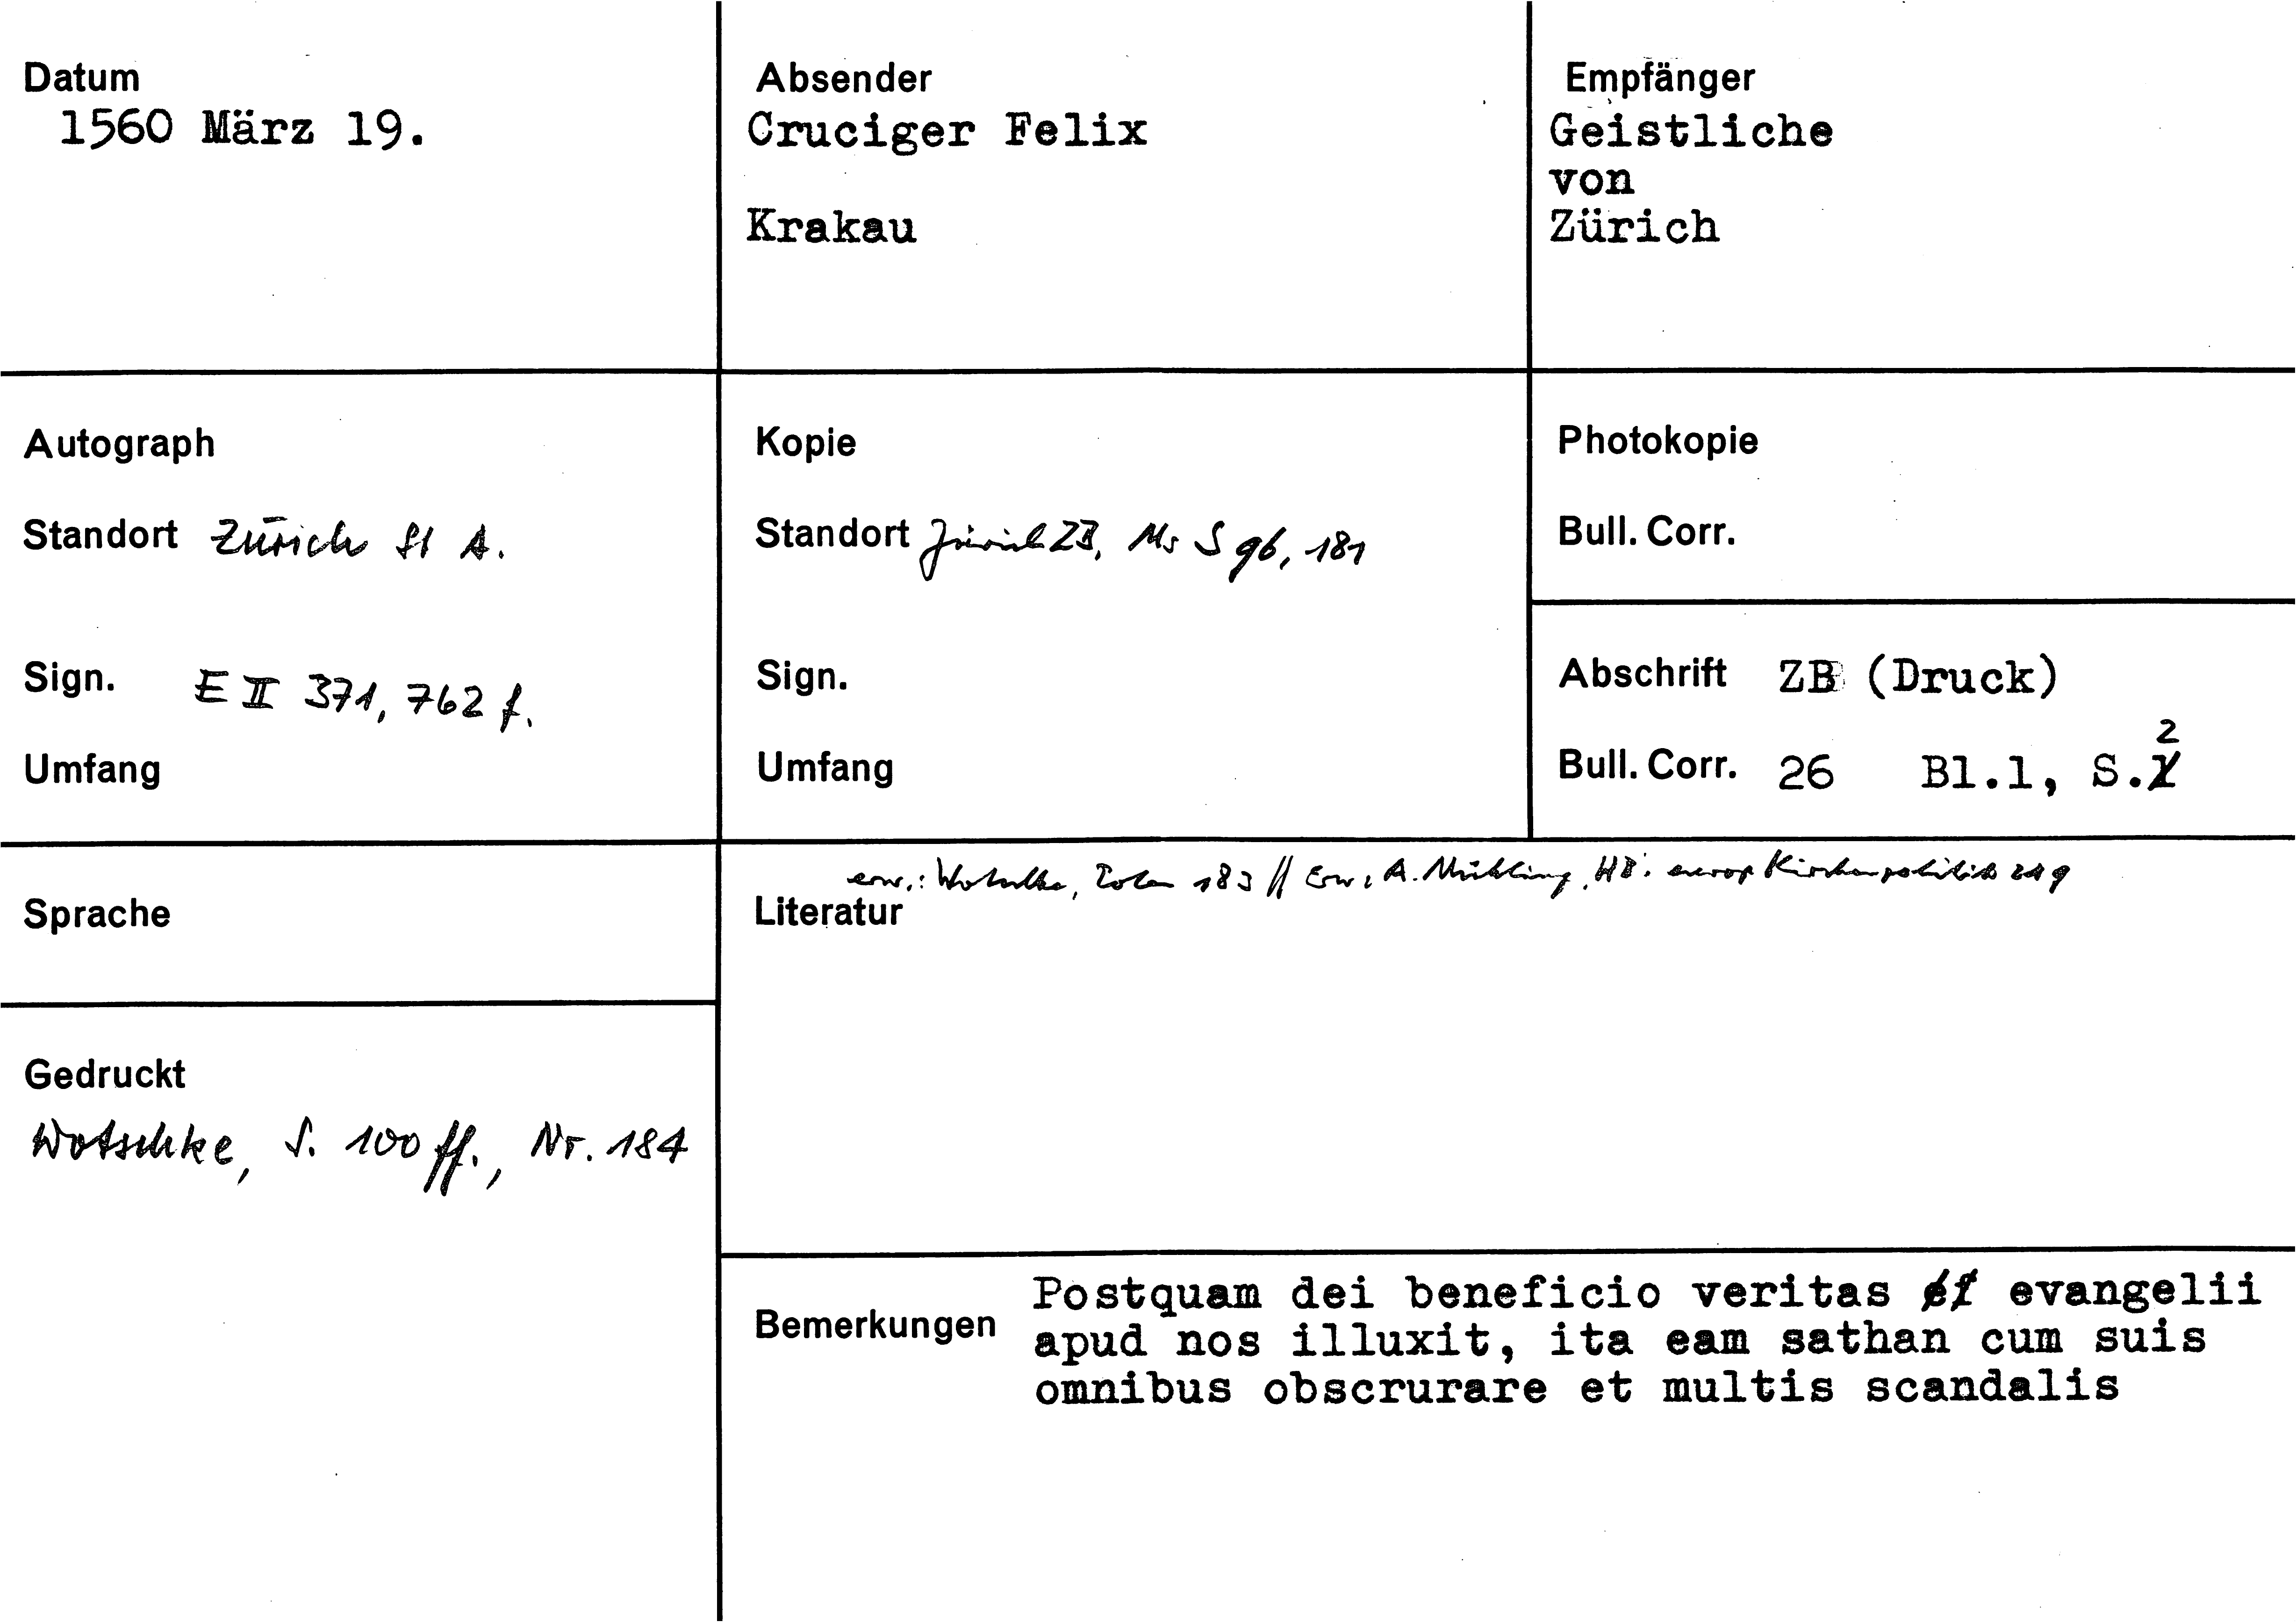 Datum
1560 März 19.
Absender
Cruciger Felix
Krakau
Empfänger
Geistliche
von
Zürich
Autograph
Standort Zürich St A.
Sign. E II 371, 762 f.
Umfang
Kopie
Standort Zürich ZB, Ms S 96, 181
Sign.
Umfang
Photokopie
Bull. Corr.
Abschrift ZB (Druck)
Bull. Corr. 26 Bl.1, S.2
Sprache
Gedruckt
Wotschke, S. 100 ff., Nr. 184
erw.: Wotschke, Polen 183 // Erw: A. Mühling, HB: europ Kirchenpolitik 219
Literatur
Bemerkungen
Postquam dei beneficio veritas evangelii
apud nos illuxit, ita eam sathan cum suis
omnibus obscrurare et multis scandalis